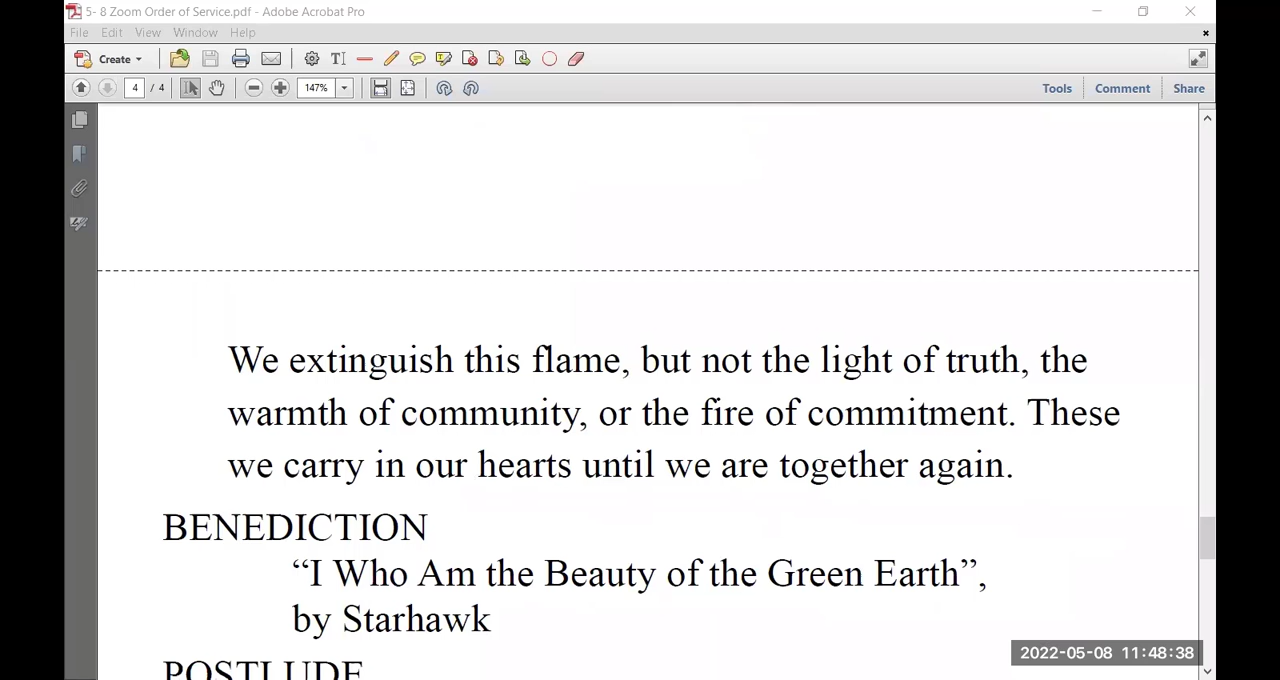 5- 8 Zoom Order of Service.pdf - Adobe Acrobat Pro
File Edit View Window Help
Create
4 / 4 147% Tools Comment Share
We extinguish this flame, but not the light of truth, the
warmth of community, or the fire of commitment. These
we carry in our hearts until we are together again.
BENEDICTION
“I Who Am the Beauty of the Green Earth”,
by Starhawk
POSTLUDE
2022-05-08 11:48:38